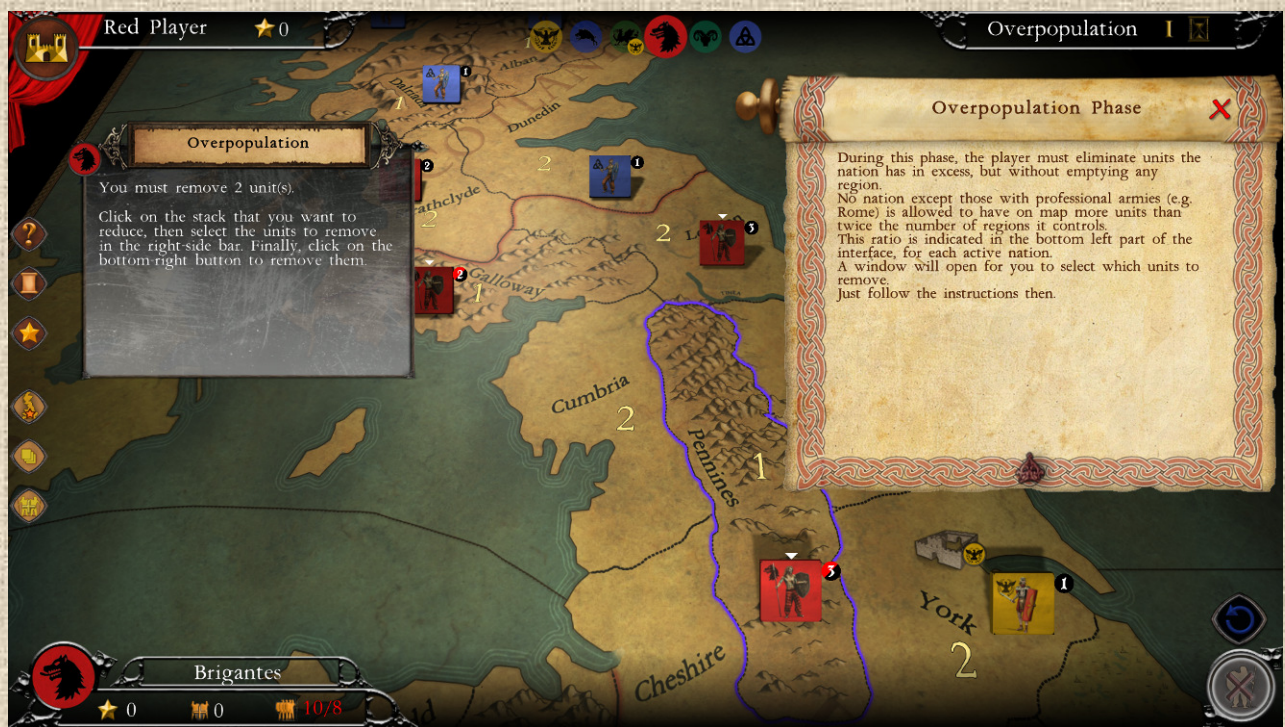 Red Player
0
Overpopulation 1
Alban
1
Dalriada
1
1
Dunedin
Overpopulation
Overpopulation Phase
You must remove 2 unit(s).
Click on the stack that you want to
reduce, then select the units to remove
in the right-side bar. Finally, click on the
bottom-right button to remove them.
During this phase, the player must eliminate units the
nation has in excess, but without emptying any
region.
No nation except those with professional armies (e.g.
Rome) is allowed to have on map more units than
twice the number of regions it controls.
This ratio is indicated in the bottom left part of the
interface, for each active nation.
A window will open for you to select which units to
remove.
Just follow the instructions then.
2
2
1
rathclyde
2
2
3
2
Galloway
1
Cumbria
2
Pennines
1
3
York
1
2
Cheshire
Brigantes
0
0
10/8